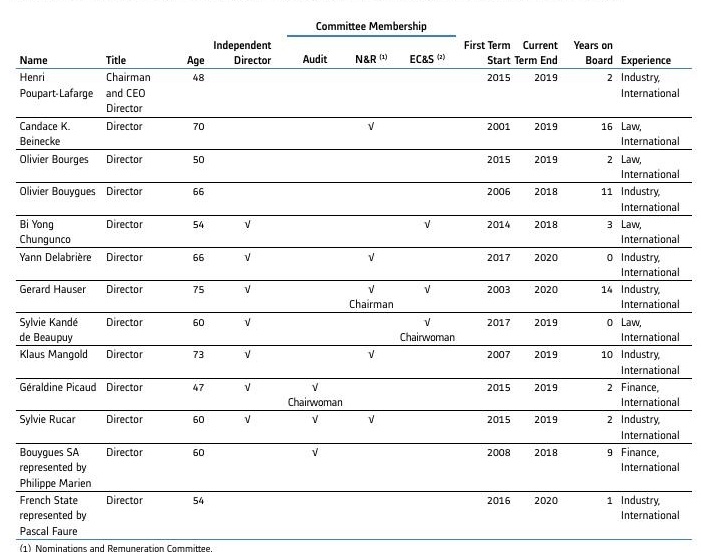 Committee Membership
Independent First Term Current Years on
Name Title Age Director Audit N&R (1) EC&S (2) Start Term End Board Experience
Henri Chairman 48 2015 2019 2 Industry,
Poupart-Lafarge and CEO International
Director
Candace K. Director 70 √ 2001 2019 16 Law,
Beinecke International
Olivier Bourges Director 50 2015 2019 2 Law,
International
Olivier Bouygues Director 66 2006 2018 11 Industry,
International
Bi Yong Director 54 √ √ 2014 2018 3 Law,
Chungunco International
Yann Delabrière Director 66 √ √ 2017 2020 0 Industry,
International
Gerard Hauser Director 75 √ √ √ 2003 2020 14 Industry,
Chairman International
Sylvie Kandé Director 60 √ √ 2017 2019 0 Law,
de Beaupuy Chairwoman International
Klaus Mangold Director 73 √ √ 2007 2019 10 Industry,
International
Géraldine Picaud Director 47 √ √ 2015 2019 2 Finance,
Chairwoman International
Sylvie Rucar Director 60 √ √ √ 2015 2019 2 Industry,
International
Bouygues SA Director 60 √ 2008 2018 9 Finance,
represented by International
Philippe Marien
French State Director 54 2016 2020 1 Industry,
represented by International
Pascal Faure
(1) Nominations and Remuneration Committee.